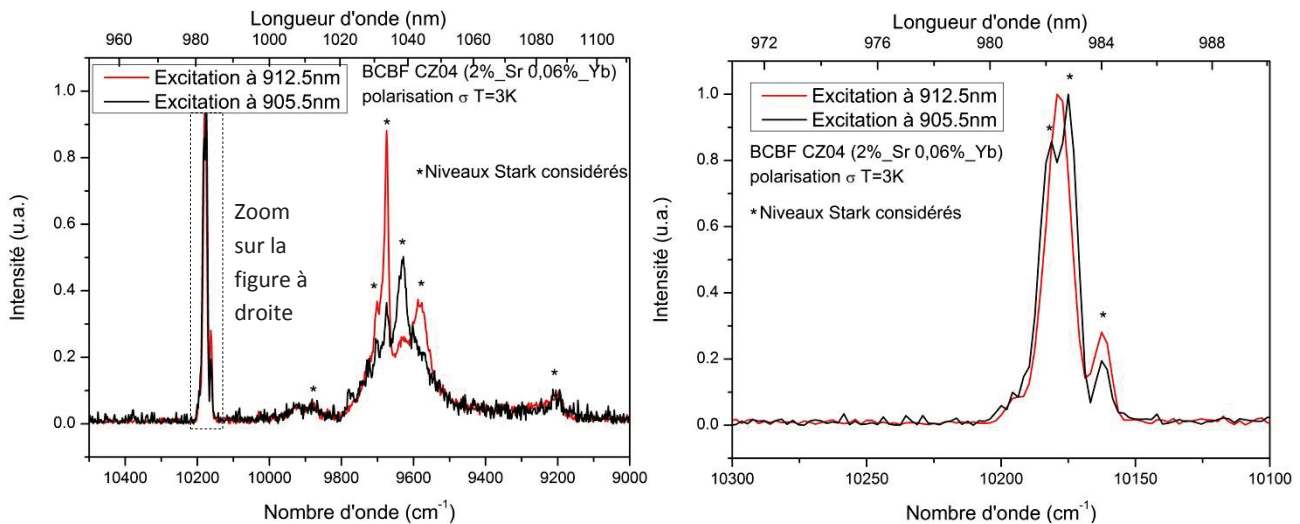 Longueur d'onde (nm)
960 980 1000 1020 1040 1060 1080 1100
Excitation à 912.5nm
Excitation à 905.5nm
BCBF CZ04 (2%_Sr 0,06%_Yb)
polarisation σ T=3K
*Niveaux Stark considérés
Zoom
sur la
figure à
droite
Intensité (u.a.)
1.0
0.8
0.6
0.4
0.2
0.0
10400 10200 10000 9800 9600 9400 9200 9000
Nombre d'onde (cm-1)
Longueur d'onde (nm)
972 976 980 984 988
Excitation à 912.5nm
Excitation à 905.5nm
BCBF CZ04 (2%_Sr 0,06%_Yb)
polarisation σ T=3K
*Niveaux Stark considérés
Intensité (u.a.)
1.0
0.8
0.6
0.4
0.2
0.0
10300 10250 10200 10150 10100
Nombre d'onde (cm-1)